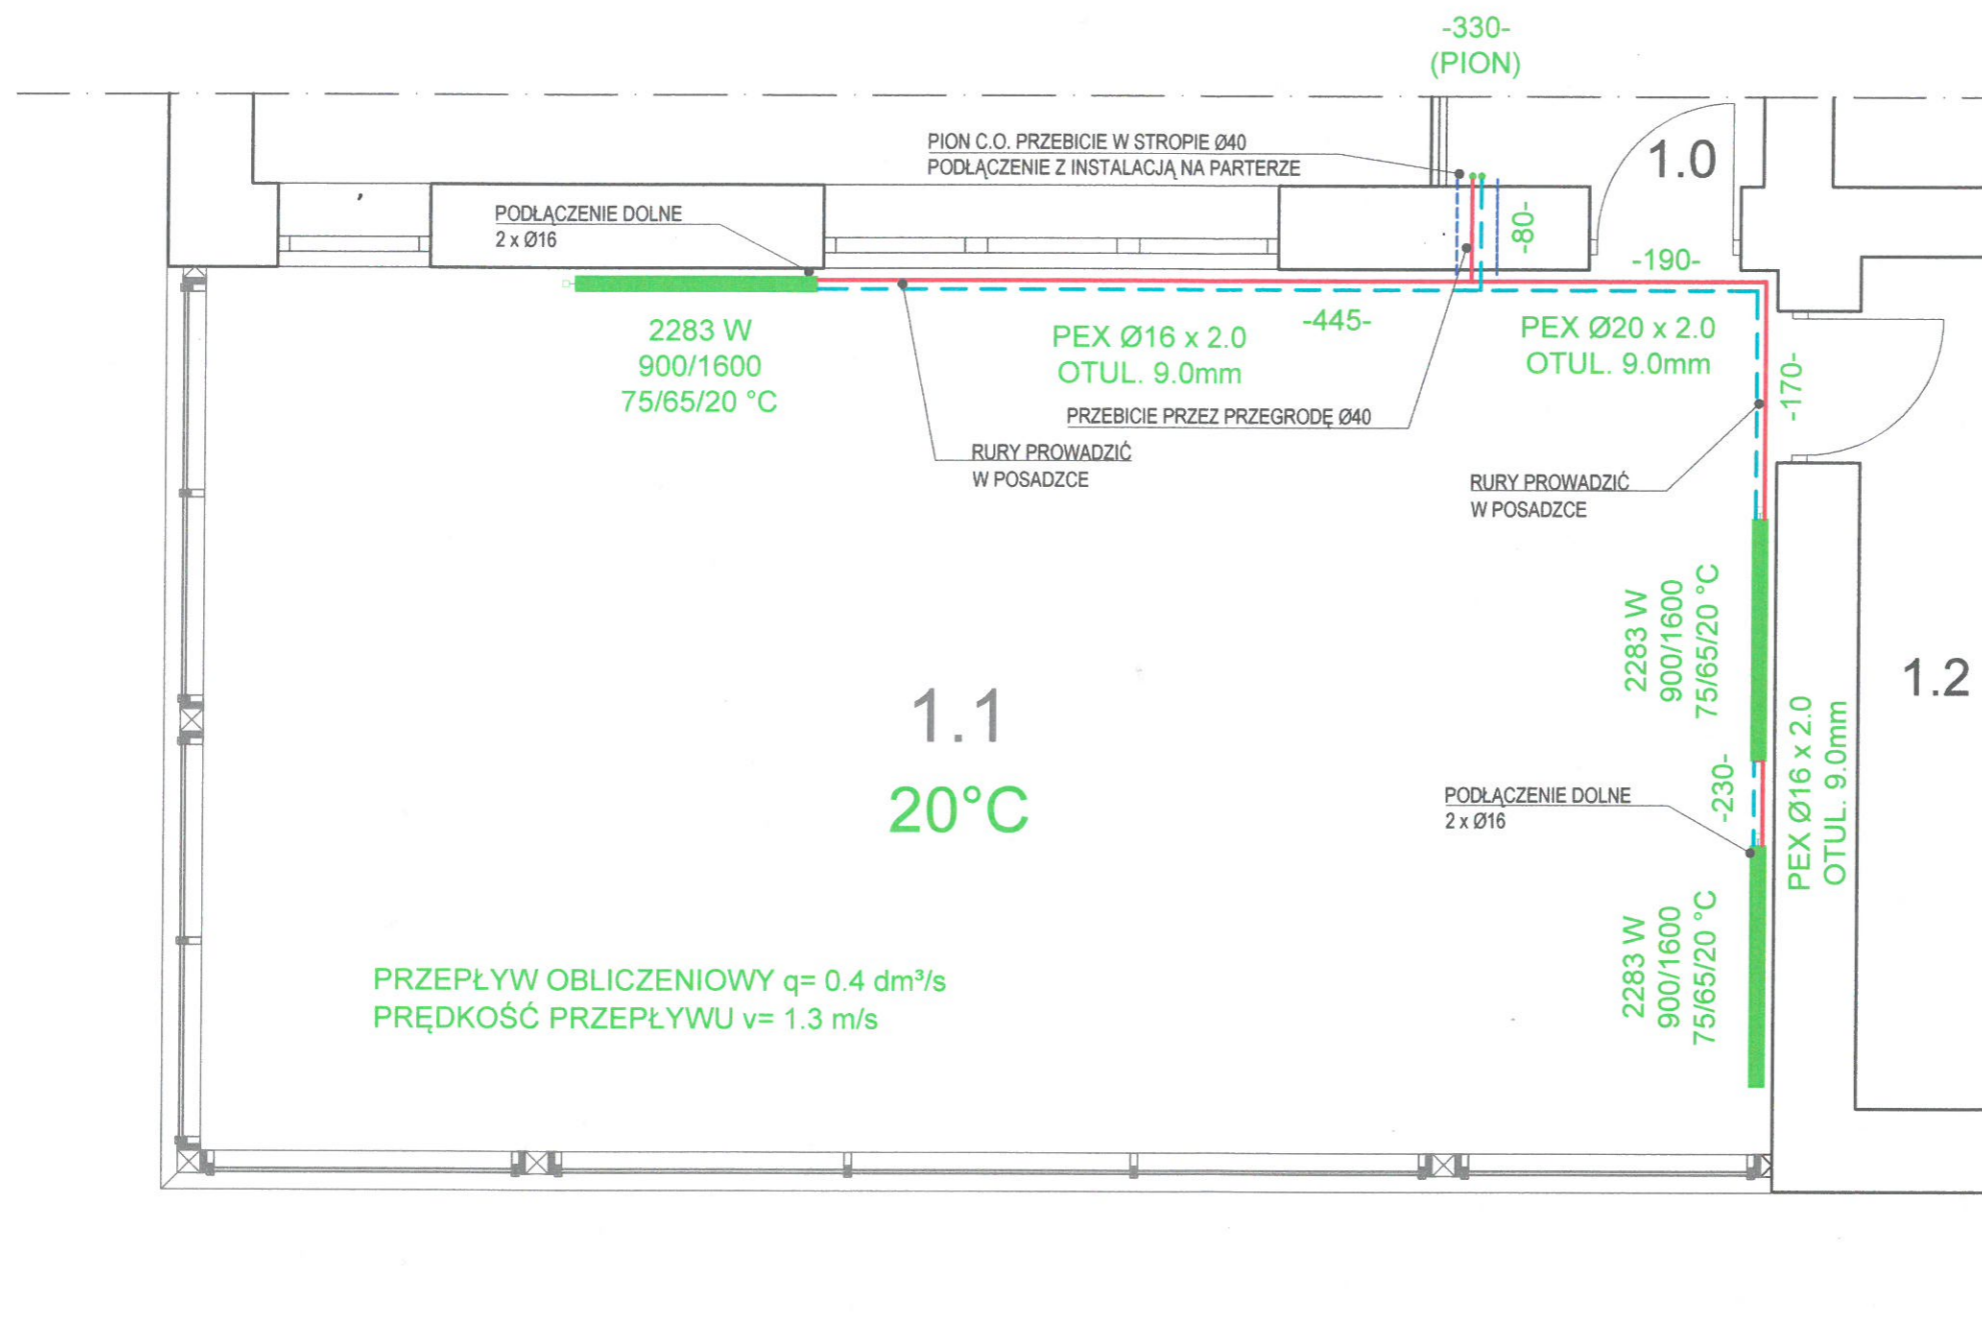 -330-
(PION)
PION C.O. PRZEBICIE W STROPIE Ø40
PODŁĄCZENIE Z INSTALACJĄ NA PARTERZE
1.0
PODŁĄCZENIE DOLNE
2 x Ø16
-80-
-190-
2283 W
900/1600
75/65/20 °C
PEX Ø16 x 2.0
OTUL. 9.0mm
-445-
PEX Ø20 x 2.0
OTUL. 9.0mm
-170-
PRZEBICIE PRZEZ PRZEGRODĘ Ø40
RURY PROWADZIĆ
W POSADZCE
RURY PROWADZIĆ
W POSADZCE
2283 W
900/1600
75/65/20 °C
1.2
1.1
20°C
-230-
PEX Ø16 x 2.0
OTUL. 9.0mm
PODŁĄCZENIE DOLNE
2 x Ø16
2283 W
900/1600
75/65/20 °C
PRZEPŁYW OBLICZENIOWY q= 0.4 dm³/s
PRĘDKOŚĆ PRZEPŁYWU v= 1.3 m/s